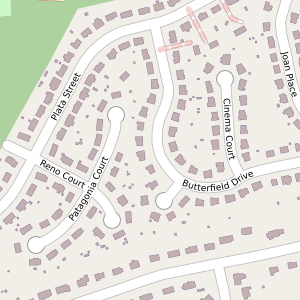 Plata Street
Joan Place
Cinema Court
Reno Court
Patagonia Court
Butterfield Drive